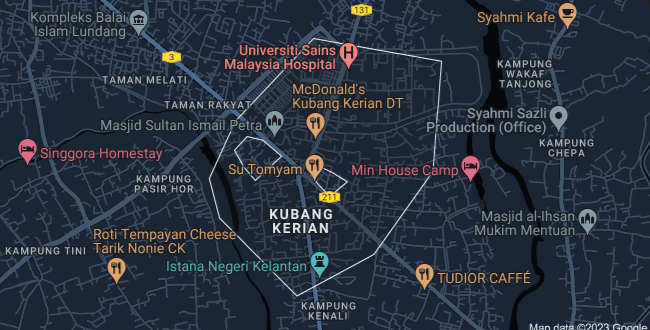 131
Kompleks Balai
Islam Lundang
Syahmi Kafe
3
Universiti Sains
Malaysia Hospital
KAMPUNG
WAKAF
TANJONG
TAMAN MELATI
McDonald's
Kubang Kerian DT
TAMAN RAKYAT
Masjid Sultan Ismail Petra
Syahmi Sazli
Production (Office)
KAMPUNG
CHEPA
Singgora Homestay
Su Tomyam
Min House Camp
KAMPUNG
PASIR HOR
211
KUBANG
KERIAN
Masjid al-Ihsan
Mukim Mentuan
Roti Tempayan Cheese
Tarik Nonie CK
KAMPUNG TINI
Istana Negeri Kelantan
TUDIOR CAFFÉ
KAMPUNG
KENALI
Map data ©2023 Google